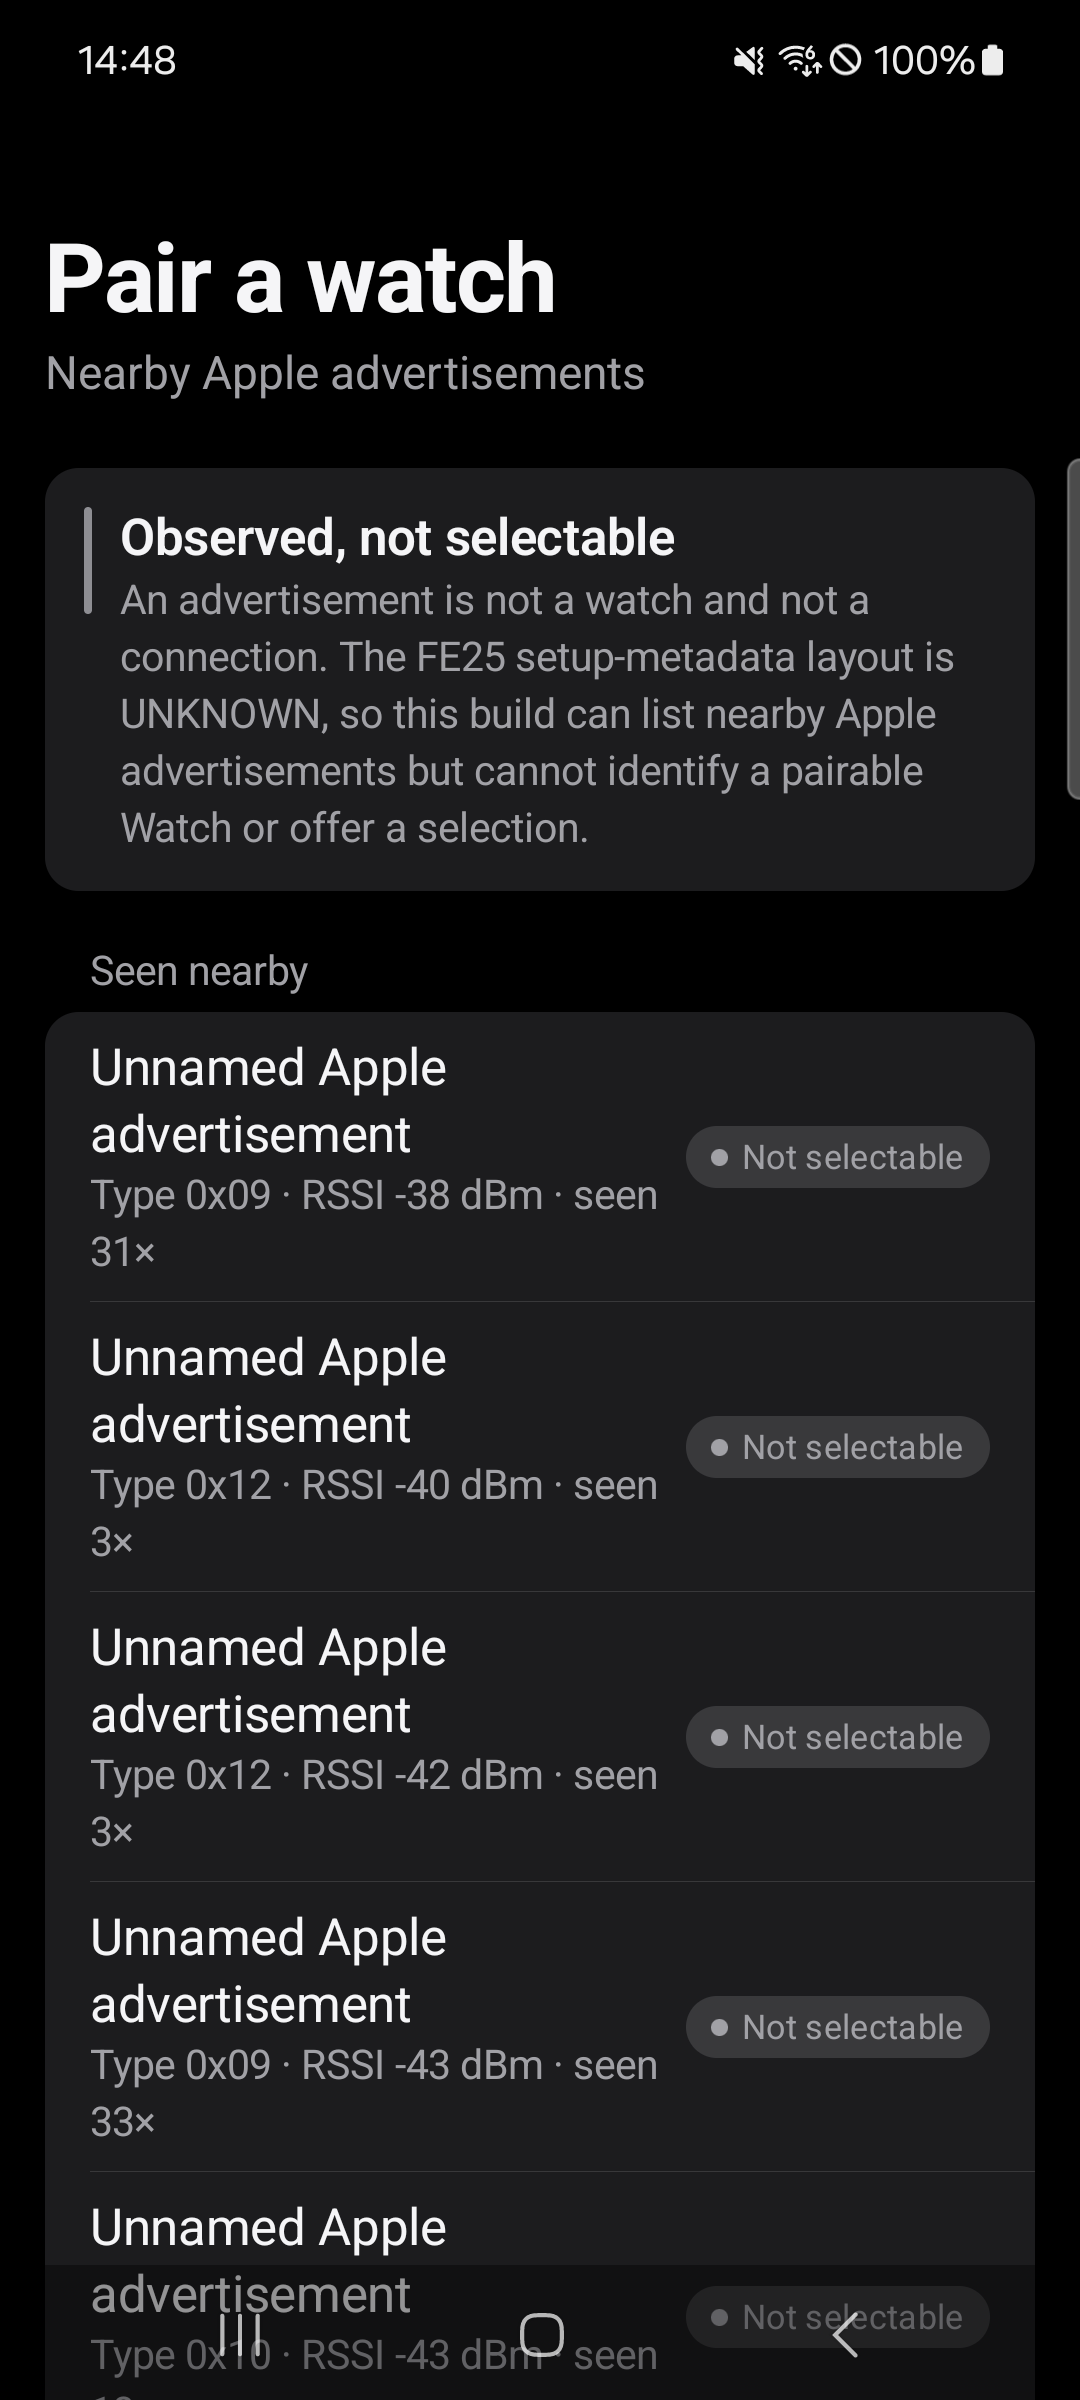 14:48
6
100%
Pair a watch
Nearby Apple advertisements
Observed, not selectable
An advertisement is not a watch and not a
connection. The FE25 setup-metadata layout is
UNKNOWN, so this build can list nearby Apple
advertisements but cannot identify a pairable
Watch or offer a selection.
Seen nearby
Unnamed Apple
advertisement
Type 0x09 · RSSI -38 dBm · seen
31×
Not selectable
Unnamed Apple
advertisement
Type 0x12 · RSSI -40 dBm · seen
3×
Not selectable
Unnamed Apple
advertisement
Type 0x12 · RSSI -42 dBm · seen
3×
Not selectable
Unnamed Apple
advertisement
Type 0x09 · RSSI -43 dBm · seen
33×
Not selectable
Unnamed Apple
advertisement
Type 0x10 · RSSI -43 dBm · seen
Not selectable